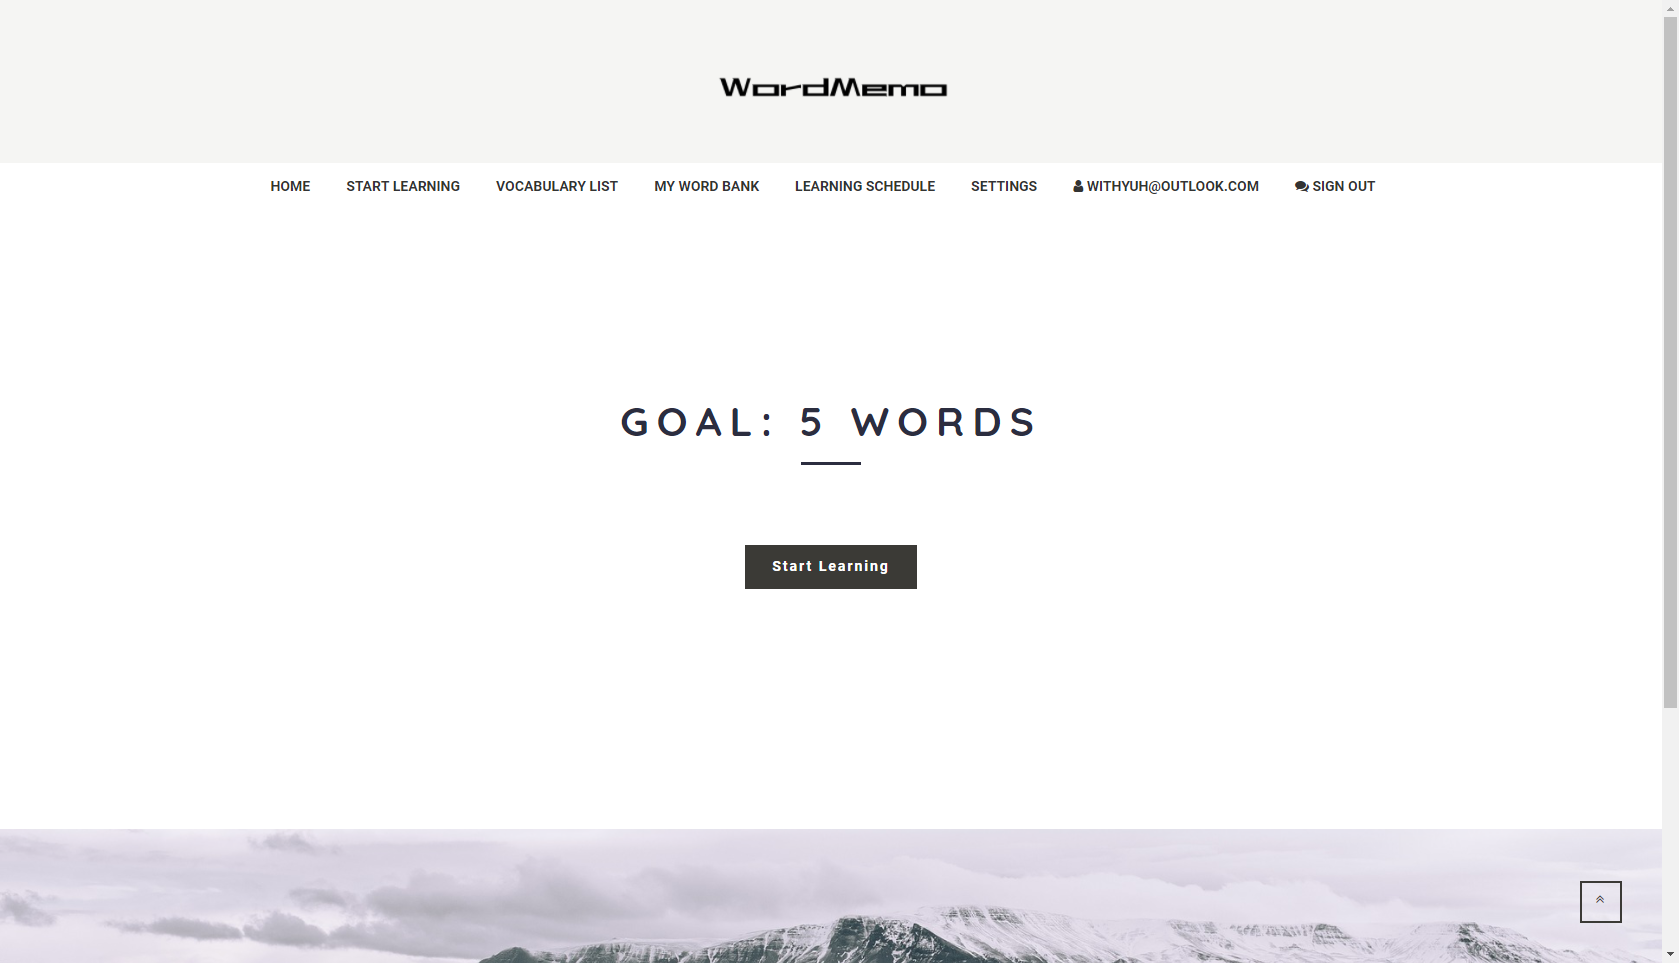 WordMemo
HOME START LEARNING VOCABULARY LIST MY WORD BANK LEARNING SCHEDULE SETTINGS WITHYUH@OUTLOOK.COM SIGN OUT
GOAL: 5 WORDS
Start Learning